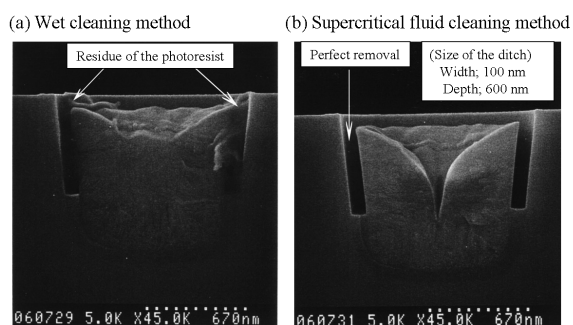 (a) Wet cleaning method
Residue of the photoresist
060729 5.0K X45.0K 670nm
(b) Supercritical fluid cleaning method
Perfect removal
(Size of the ditch)
Width; 100 nm
Depth; 600 nm
060731 5.0K X45.0K 670nm